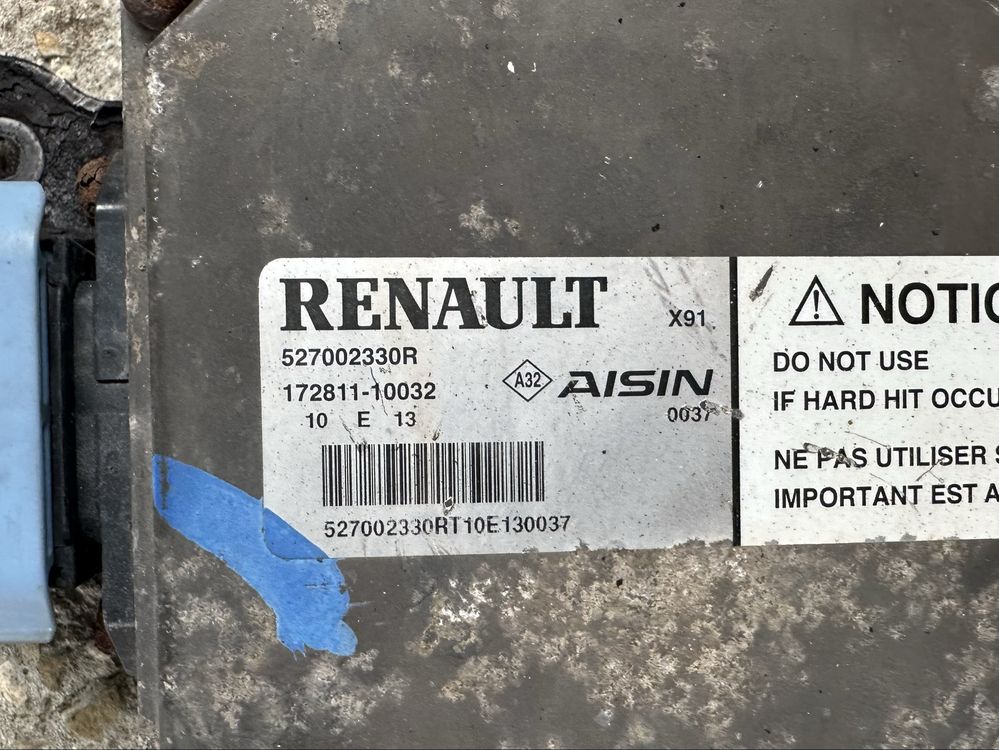 RENAULT X91
527002330R
172811-10032 A32 AISIN
10 E 13 0037
527002330RT10E130037
NOTIC
DO NOT USE
IF HARD HIT OCCU
NE PAS UTILISER S
IMPORTANT EST A